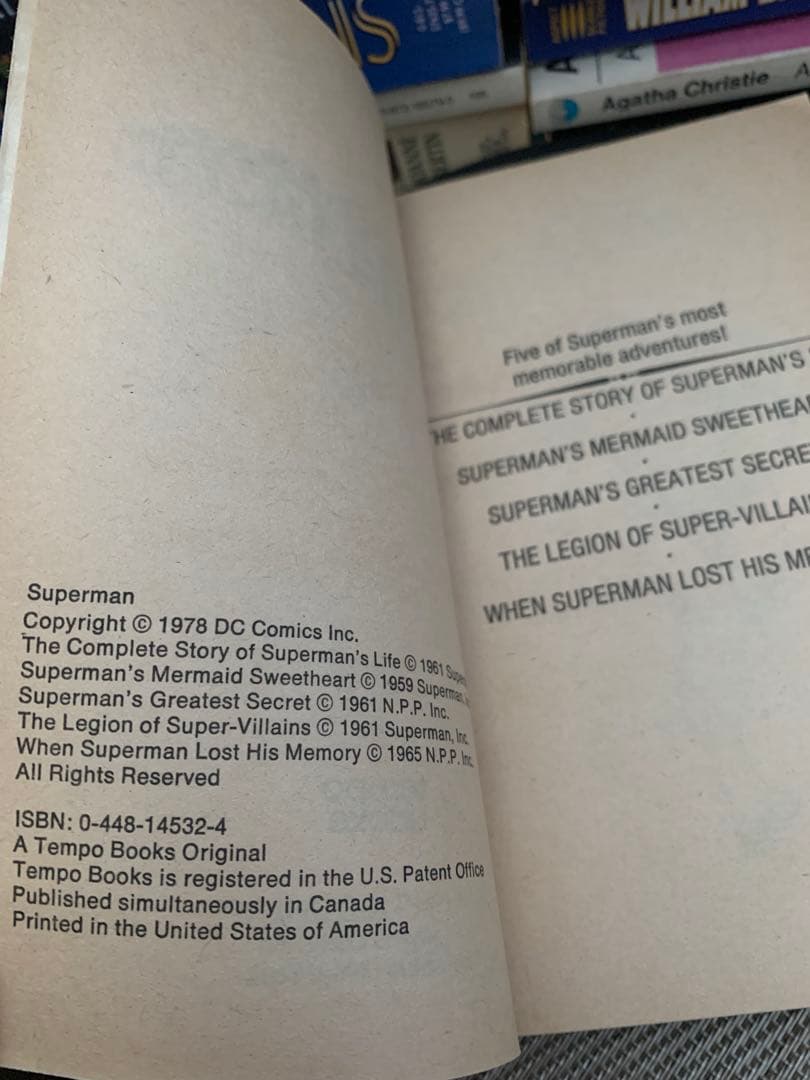 WILLIAM
Agatha Christie
Superman
Copyright © 1978 DC Comics Inc.
The Complete Story of Superman's Life © 1961
Superman's Mermaid Sweetheart © 1959 Superman,
Superman's Greatest Secret © 1961 N.P.P. Inc.
The Legion of Super-Villains © 1961 Superman, Inc.
When Superman Lost His Memory © 1965 N.P.P. Inc.
All Rights Reserved
ISBN: 0-448-14532-4
A Tempo Books Original
Tempo Books is registered in the U.S. Patent Office
Published simultaneously in Canada
Printed in the United States of America
Five of Superman's most
memorable adventures!
HE COMPLETE STORY OF SUPERMAN'S
SUPERMAN'S MERMAID SWEETHEA
SUPERMAN'S GREATEST SECRE
THE LEGION OF SUPER-VILLAI
WHEN SUPERMAN LOST HIS ME